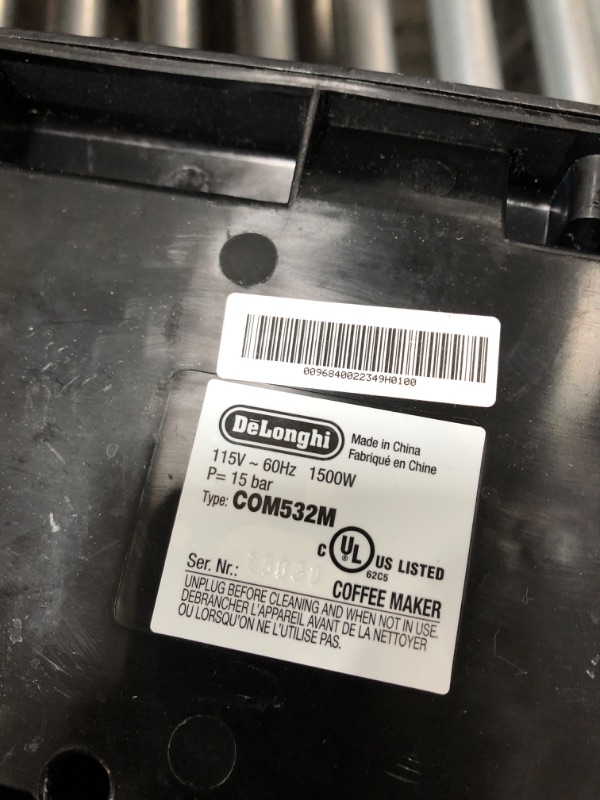 0096840022349H0100
DeLonghi
Made in China
Fabriqué en Chine
115V ~ 60Hz 1500W
P= 15 bar
Type: COM532M
C UL ® US LISTED
62C5
Ser. Nr.:
COFFEE MAKER
UNPLUG BEFORE CLEANING AND WHEN NOT IN USE.
DEBRANCHER L'APPAREIL AVANT DE LA NETTOYER
OU LORSQU'ON NE L'UTILISE PAS.